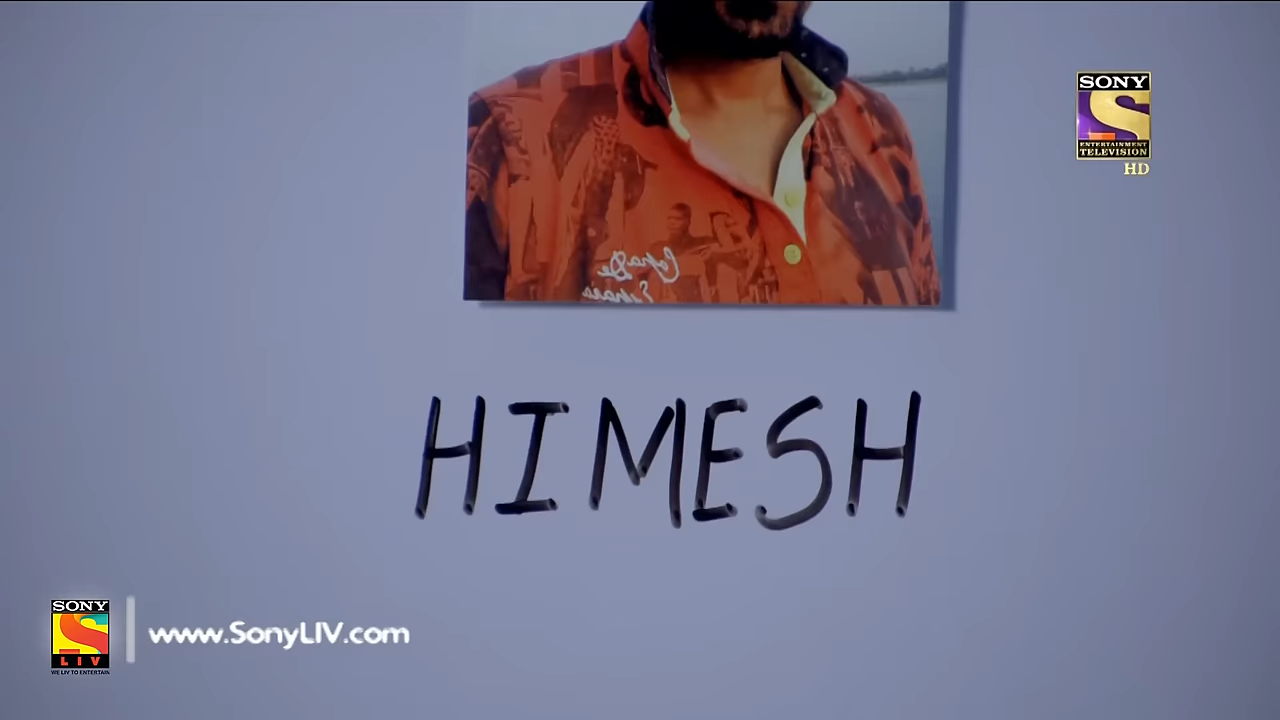 SONY
ENTERTAINMENT
TELEVISION
HD
HIMESH
SONY
LIV
WE LIV TO ENTERTAIN
www.SonyLIV.com